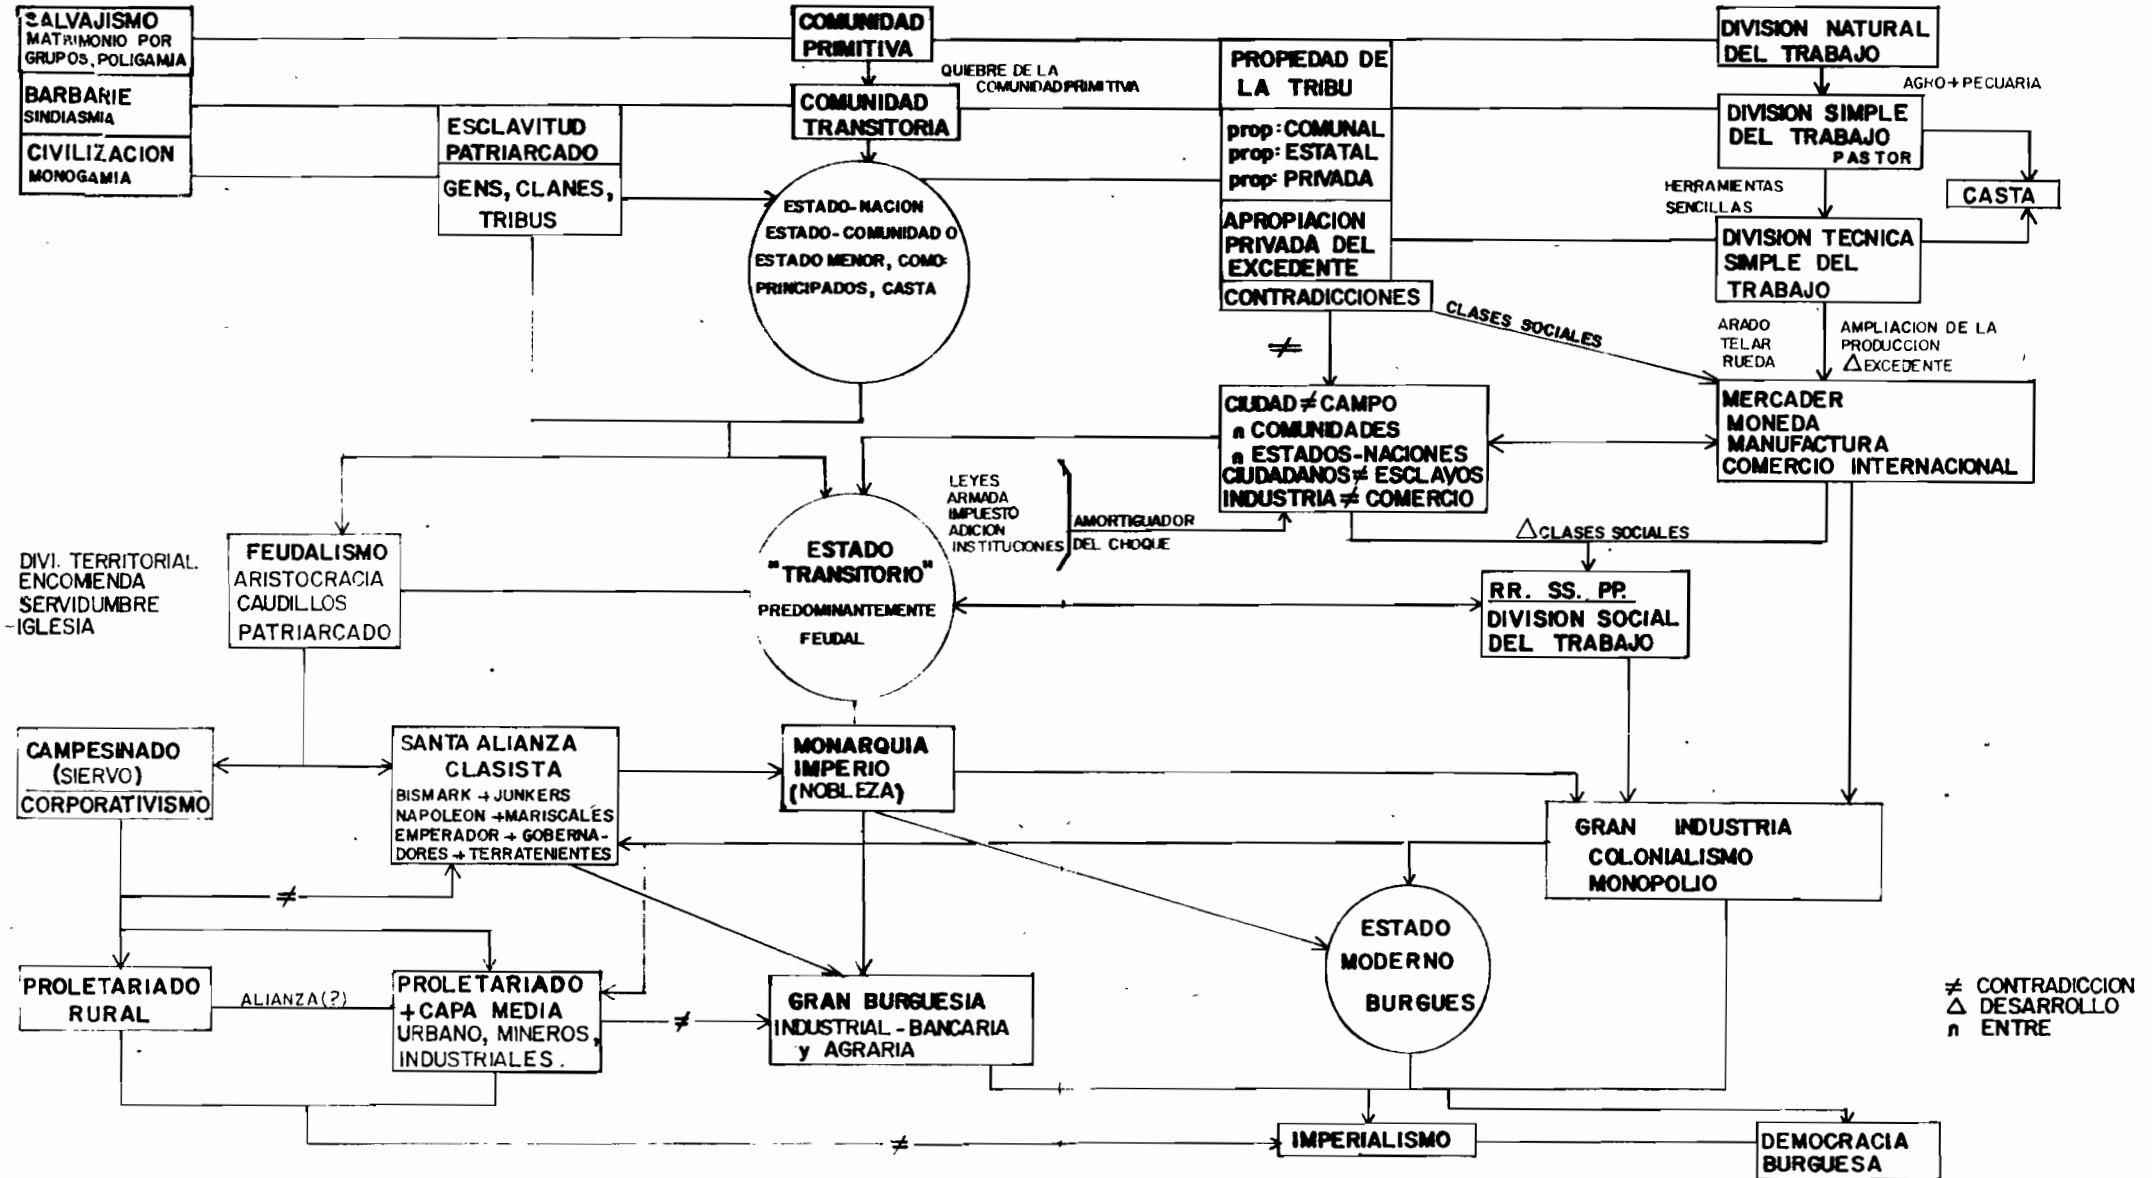 SALVAJISMO
MATRIMONIO POR
GRUPOS, POLIGAMIA
BARBARIE
SINDIASMIA
CIVILIZACION
MONOGAMIA
ESCLAVITUD
PATRIARCADO
GENS, CLANES,
TRIBUS
COMUNIDAD
PRIMITIVA
QUIEBRE DE LA
COMUNIDAD PRIMITIVA
COMUNIDAD
TRANSITORIA
ESTADO-NACION
ESTADO-COMUNIDAD O
ESTADO MENOR, COMO:
PRINCIPADOS, CASTA
PROPIEDAD DE
LA TRIBU
prop: COMUNAL
prop: ESTATAL
prop: PRIVADA
APROPIACION
PRIVADA DEL
EXCEDENTE
CONTRADICCIONES
CLASES SOCIALES
≠
DIVISION NATURAL
DEL TRABAJO
AGRO+PECUARIA
DIVISION SIMPLE
DEL TRABAJO
PASTOR
HERRAMIENTAS
SENCILLAS
CASTA
DIVISION TECNICA
SIMPLE DEL
TRABAJO
ARADO
TELAR
RUEDA
AMPLIACION DE LA
PRODUCCION
△ EXCEDENTE
CIUDAD ≠ CAMPO
n COMUNIDADES
n ESTADOS-NACIONES
CIUDADANOS ≠ ESCLAVOS
INDUSTRIA ≠ COMERCIO
MERCADER
MONEDA
MANUFACTURA
COMERCIO INTERNACIONAL
LEYES
ARMADA
IMPUESTO
ADICION
INSTITUCIONES
AMORTIGUADOR
DEL CHOQUE
△ CLASES SOCIALES
DIVI. TERRITORIAL.
ENCOMENDA
SERVIDUMBRE
-IGLESIA
FEUDALISMO
ARISTOCRACIA
CAUDILLOS
PATRIARCADO
ESTADO
"TRANSITORIO"
PREDOMINANTEMENTE
FEUDAL
RR. SS. PP.
DIVISION SOCIAL
DEL TRABAJO
CAMPESINADO
(SIERVO)
CORPORATIVISMO
SANTA ALIANZA
CLASISTA
BISMARK + JUNKERS
NAPOLEON + MARISCALES
EMPERADOR + GOBERNA-
DORES + TERRATENIENTES
MONARQUIA
IMPERIO
(NOBLEZA)
GRAN INDUSTRIA
COLONIALISMO
MONOPOLIO
≠
ESTADO
MODERNO
BURGUES
PROLETARIADO
RURAL
ALIANZA(?)
PROLETARIADO
+ CAPA MEDIA
URBANO, MINEROS,
INDUSTRIALES.
≠
GRAN BURGUESIA
INDUSTRIAL - BANCARIA
y AGRARIA
≠ CONTRADICCION
△ DESARROLLO
n ENTRE
≠
IMPERIALISMO
DEMOCRACIA
BURGUESA